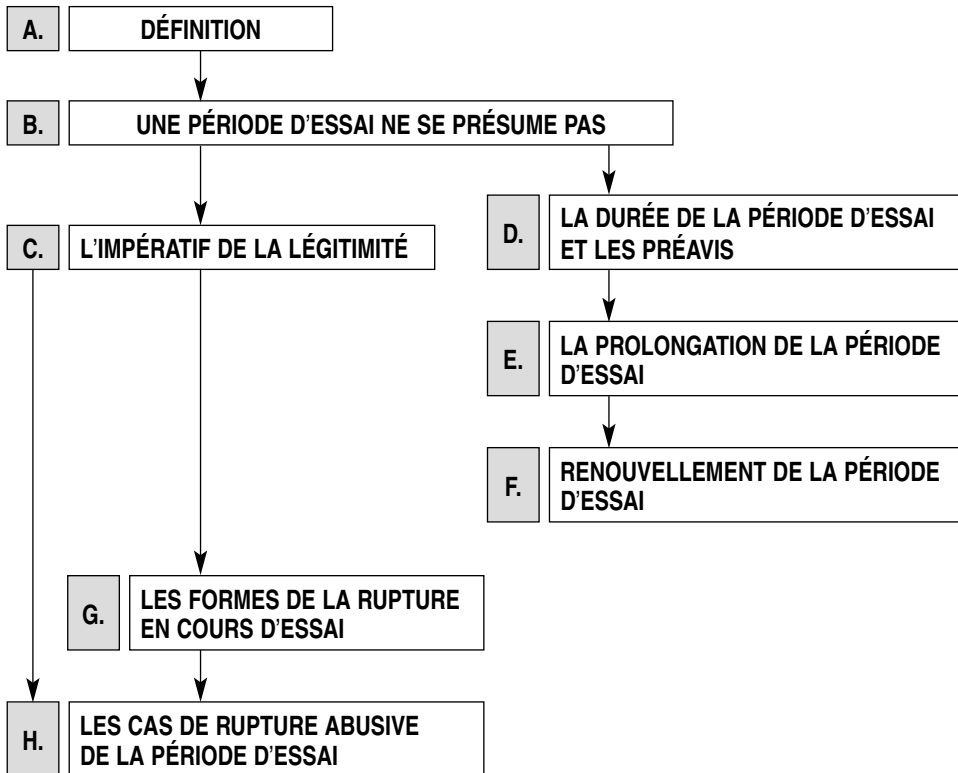 A. DÉFINITION
B. UNE PÉRIODE D'ESSAI NE SE PRÉSUME PAS
C. L'IMPÉRATIF DE LA LÉGITIMITÉ
D. LA DURÉE DE LA PÉRIODE D'ESSAI
ET LES PRÉAVIS
E. LA PROLONGATION DE LA PÉRIODE
D'ESSAI
F. RENOUVELLEMENT DE LA PÉRIODE
D'ESSAI
G. LES FORMES DE LA RUPTURE
EN COURS D'ESSAI
H. LES CAS DE RUPTURE ABUSIVE
DE LA PÉRIODE D'ESSAI